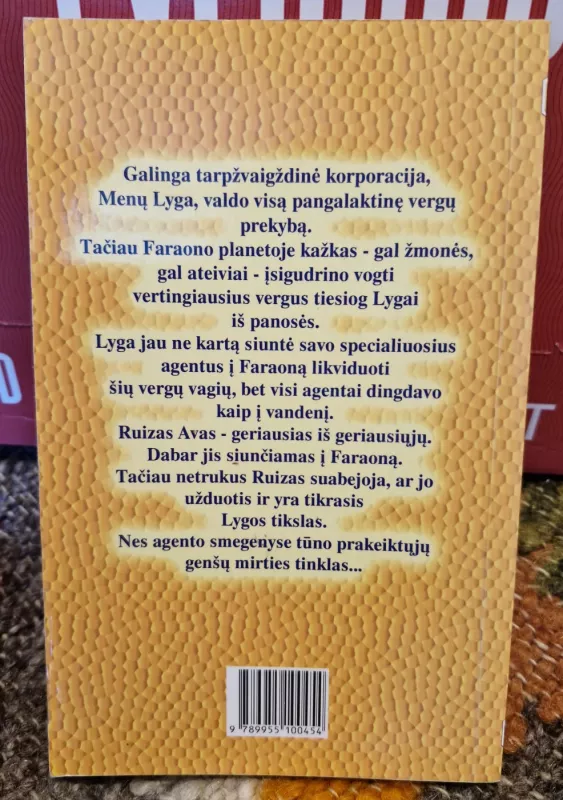 Galinga tarpžvaigždinė korporacija,
Menų Lyga, valdo visą pangalaktinę vergų
prekybą.
Tačiau Faraono planetoje kažkas - gal žmonės,
gal ateiviai - įsigudrino vogti
vertingiausius vergus tiesiog Lygai
iš panosės.
Lyga jau ne kartą siuntė savo specialiuosius
agentus į Faraoną likviduoti
šių vergų vagių, bet visi agentai dingdavo
kaip į vandenį.
Ruizas Avas - geriausias iš geriausiųjų.
Dabar jis siunčiamas į Faraoną.
Tačiau netrukus Ruizas suabejoja, ar jo
užduotis ir yra tikrasis
Lygos tikslas.
Nes agento smegenyse tūno prakeiktųjų
genšų mirties tinklas...
9 789955 100454